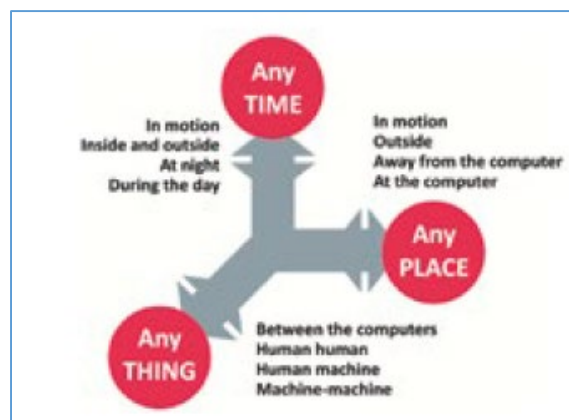 Any
TIME
In motion
Inside and outside
At night
During the day
In motion
Outside
Away from the computer
At the computer
Any
PLACE
Any
THING
Between the computers
Human human
Human machine
Machine-machine